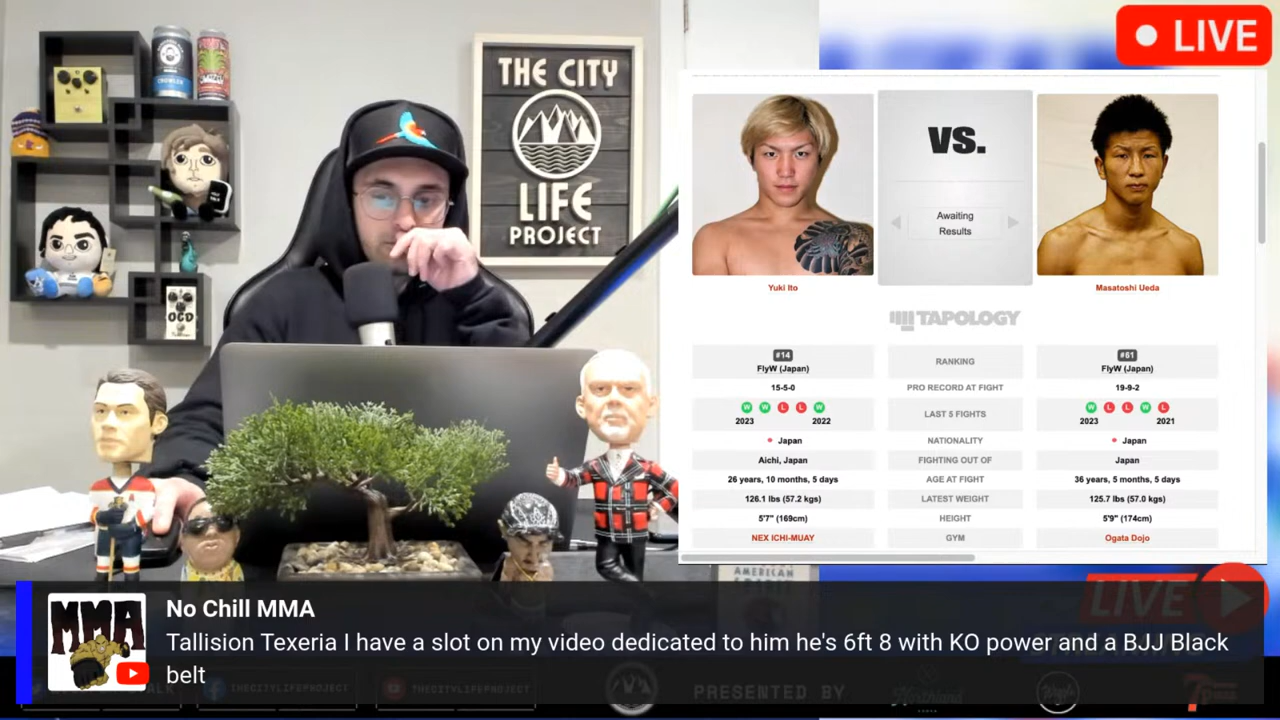 LIVE
THE CITY
LIFE
PROJECT
OCD
VS.
Awaiting
Results
Yuki Ito
Masatoshi Ueda
TAPOLOGY
#14
FlyW (Japan)
RANKING
#61
FlyW (Japan)
15-5-0
PRO RECORD AT FIGHT
19-9-2
W W L L W
2023 2022
LAST 5 FIGHTS
W L L W L
2023 2021
Japan
NATIONALITY
Japan
Aichi, Japan
FIGHTING OUT OF
Japan
26 years, 10 months, 5 days
AGE AT FIGHT
36 years, 5 months, 5 days
126.1 lbs (57.2 kgs)
LATEST WEIGHT
125.7 lbs (57.0 kgs)
5'7" (169cm)
HEIGHT
5'9" (174cm)
NEX ICHI-MUAY
GYM
Ogata Dojo
AMERICAN
LIVE
MMA
No Chill MMA
Tallision Texeria I have a slot on my video dedicated to him he's 6ft 8 with KO power and a BJJ Black
belt
THECITYLIFEPROJECT
THECITYLIFEPROJECT
PRESENTED BY